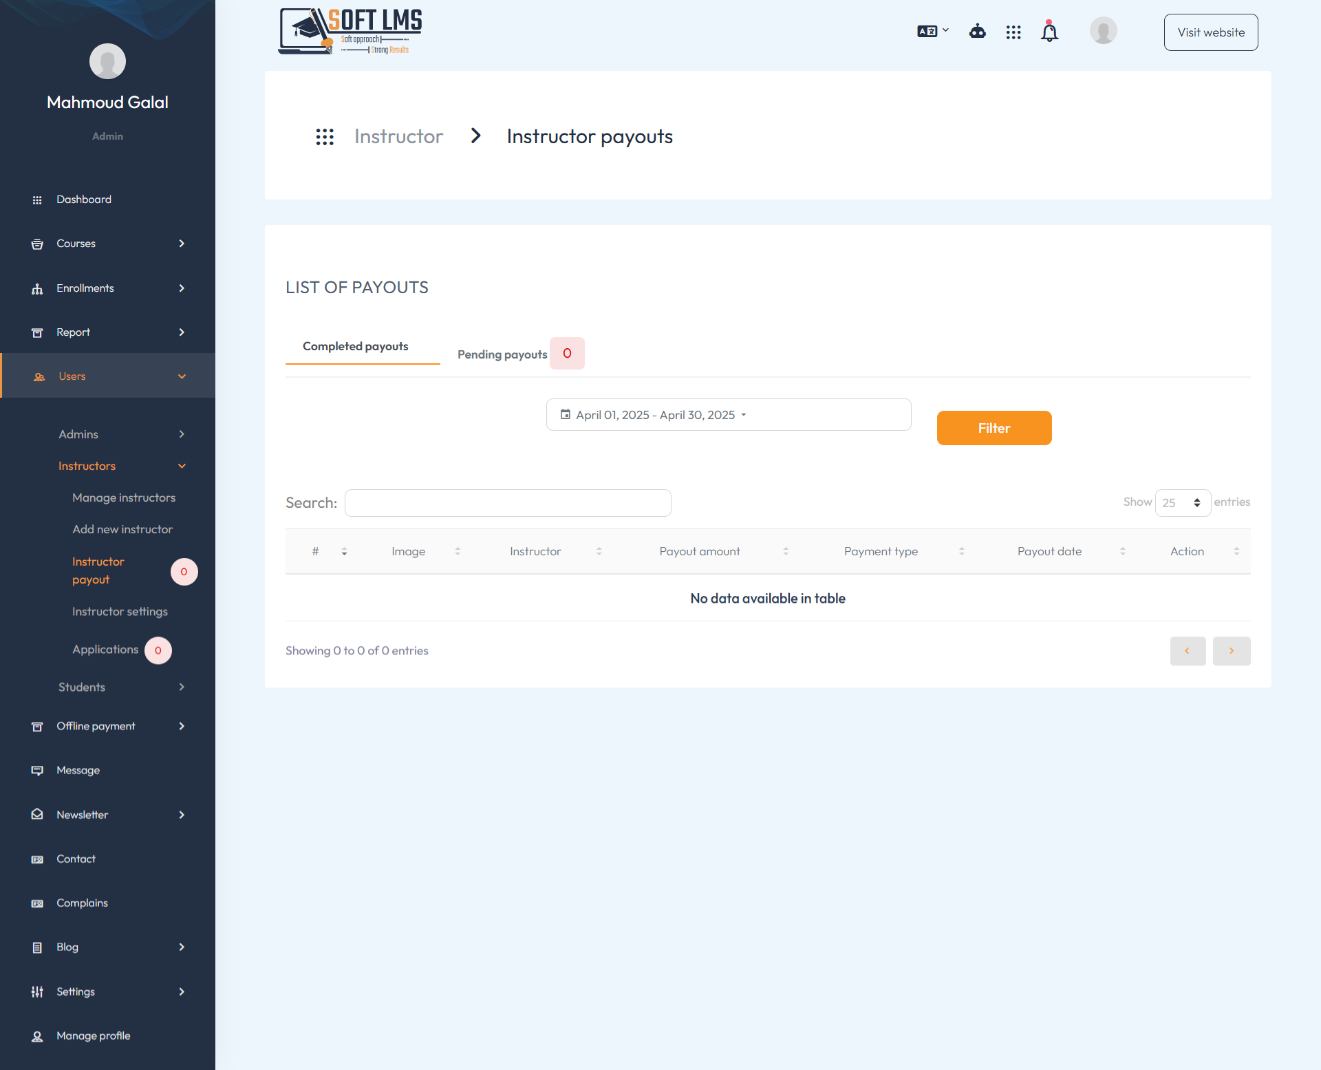 Mahmoud Galal
Admin
Dashboard
Courses
Enrollments
Report
Users
Admins
Instructors
Manage instructors
Add new instructor
Instructor
payout 0
Instructor settings
Applications 0
Students
Offline payment
Message
Newsletter
Contact
Complains
Blog
Settings
Manage profile
SOFT LMS
Soft approach
Strong Results
Visit website
Instructor Instructor payouts
LIST OF PAYOUTS
Completed payouts Pending payouts 0
April 01, 2025 - April 30, 2025
Filter
Search: Show 25 entries
# Image Instructor Payout amount Payment type Payout date Action
No data available in table
Showing 0 to 0 of 0 entries